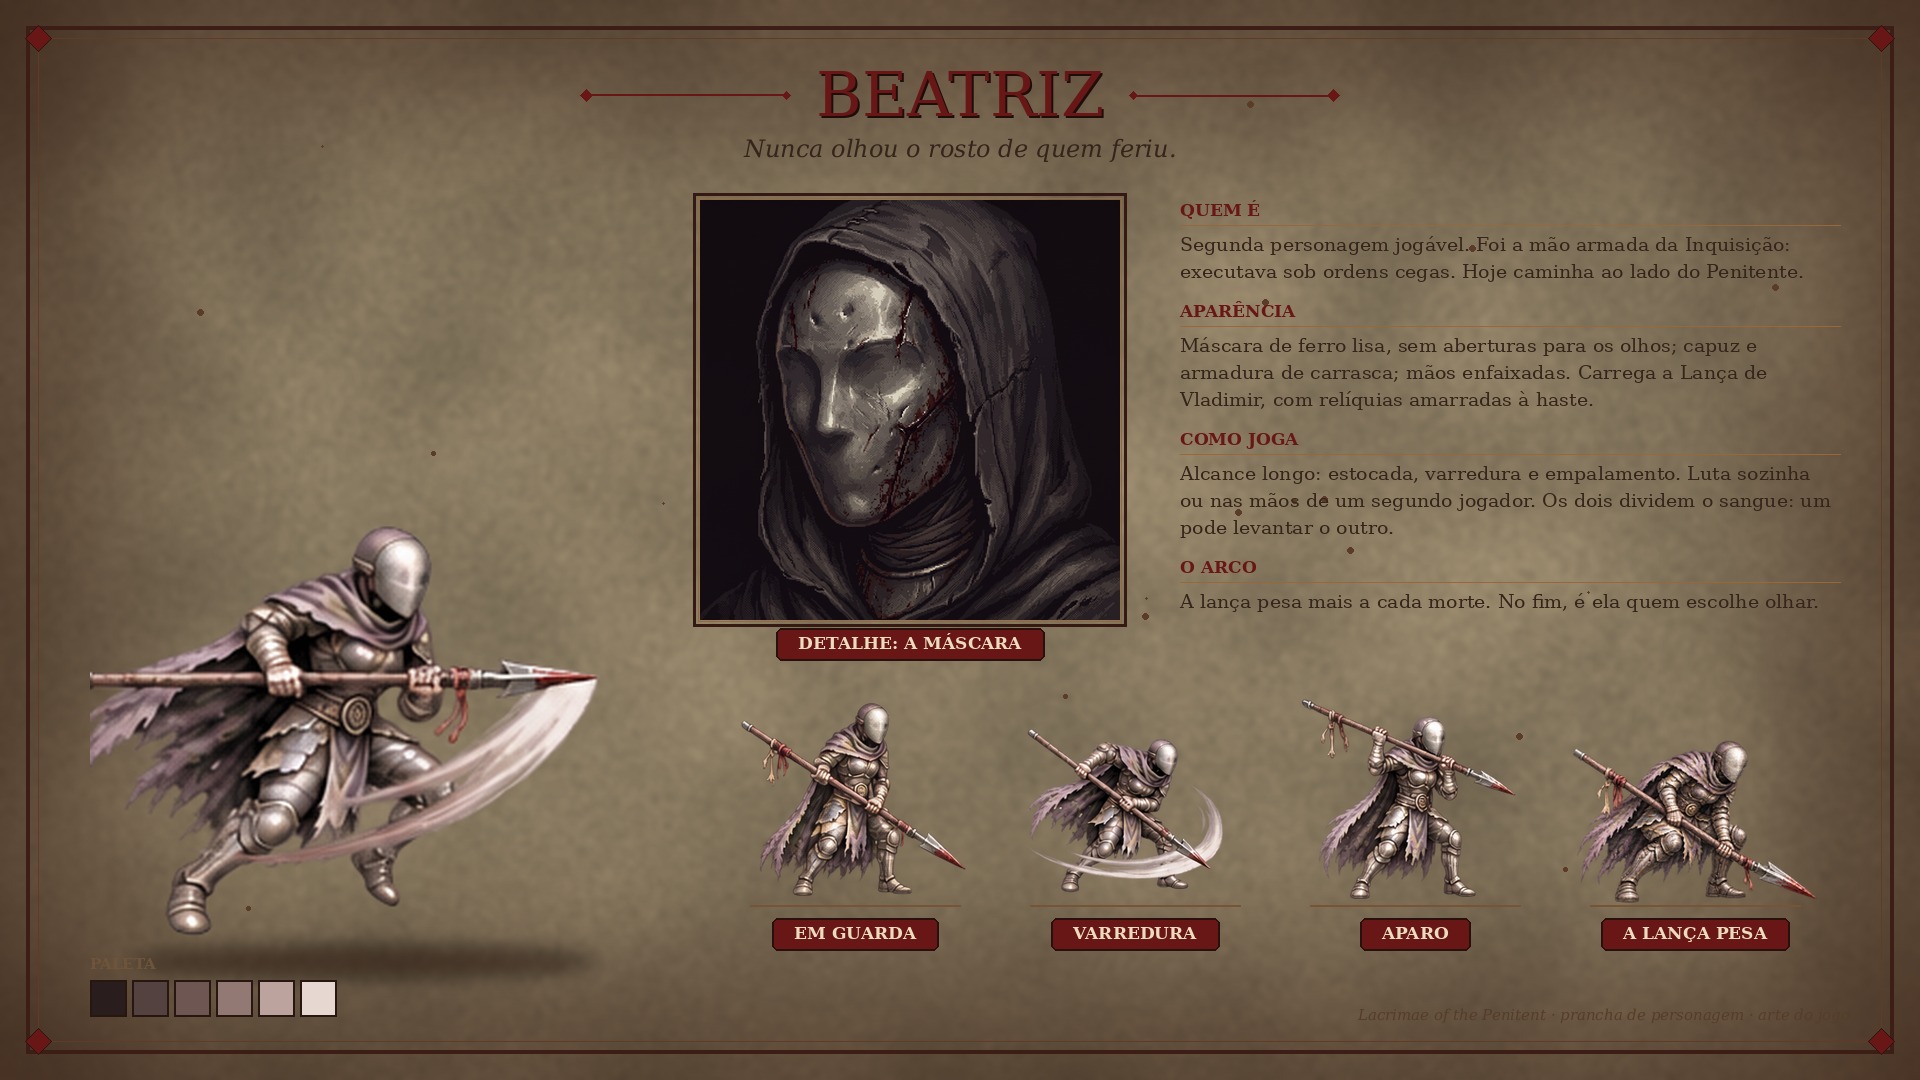 BEATRIZ
Nunca olhou o rosto de quem feriu.
QUEM É
Segunda personagem jogável. Foi a mão armada da Inquisição:
executava sob ordens cegas. Hoje caminha ao lado do Penitente.
APARÊNCIA
Máscara de ferro lisa, sem aberturas para os olhos; capuz e
armadura de carrasca; mãos enfaixadas. Carrega a Lança de
Vladimir, com relíquias amarradas à haste.
COMO JOGA
Alcance longo: estocada, varredura e empalamento. Luta sozinha
ou nas mãos de um segundo jogador. Os dois dividem o sangue: um
pode levantar o outro.
O ARCO
A lança pesa mais a cada morte. No fim, é ela quem escolhe olhar.
DETALHE: A MÁSCARA
EM GUARDA
VARREDURA
APARO
A LANÇA PESA
PALETA
Lacrimae of the Penitent · prancha de personagem · arte do